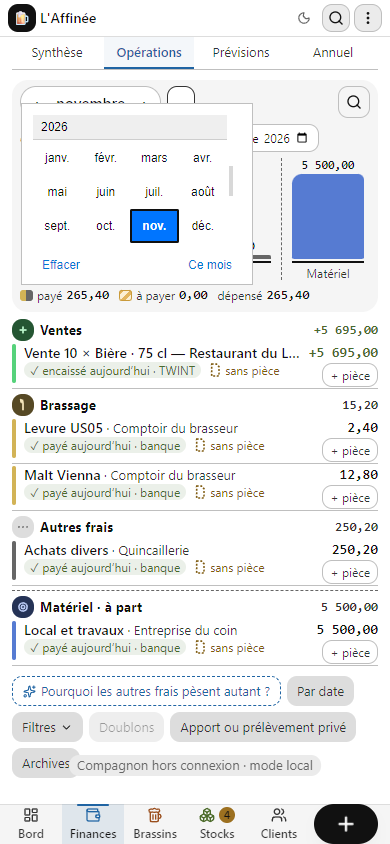 L'Affinée
Synthèse Opérations Prévisions Annuel
novembre
2026
janv. févr. mars avr.
mai juin juil. août
sept. oct. nov. déc.
Effacer Ce mois
2026
5 500,00
Matériel
payé 265,40 à payer 0,00 dépensé 265,40
Ventes +5 695,00
Vente 10 × Bière · 75 cl — Restaurant du L... +5 695,00
✓ encaissé aujourd'hui · TWINT sans pièce + pièce
Brassage 15,20
Levure US05 · Comptoir du brasseur 2,40
✓ payé aujourd'hui · banque sans pièce + pièce
Malt Vienna · Comptoir du brasseur 12,80
✓ payé aujourd'hui · banque sans pièce + pièce
Autres frais 250,20
Achats divers · Quincaillerie 250,20
✓ payé aujourd'hui · banque sans pièce + pièce
Matériel · à part 5 500,00
Local et travaux · Entreprise du coin 5 500,00
✓ payé aujourd'hui · banque sans pièce + pièce
Pourquoi les autres frais pèsent autant ? Par date
Filtres Doublons Apport ou prélèvement privé
Archives Compagnon hors connexion · mode local
4
Bord Finances Brassins Stocks Clients +